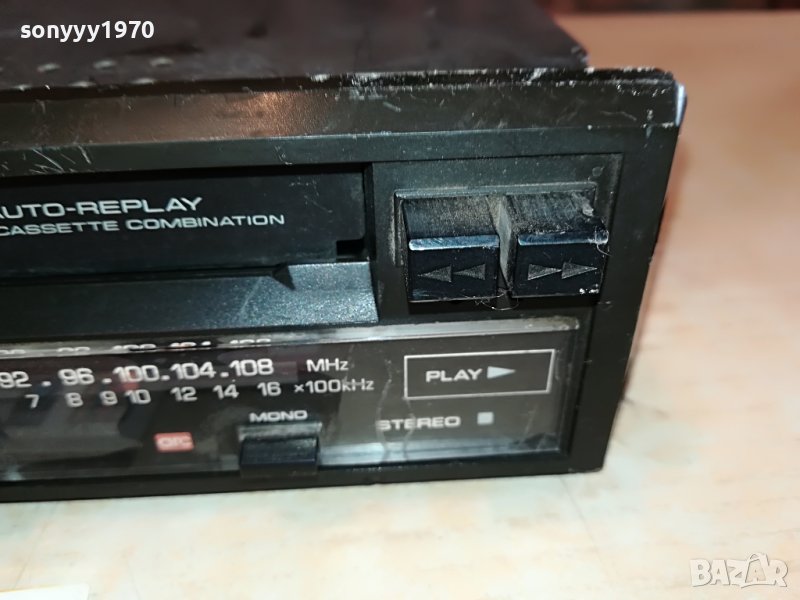 sonyyy1970
AUTO-REPLAY
CASSETTE COMBINATION
92 . 96 . 100 . 104 . 108 MHz
7 8 9 10 12 14 16 ×100kHz
PLAY
MONO
STEREO
BAZAR